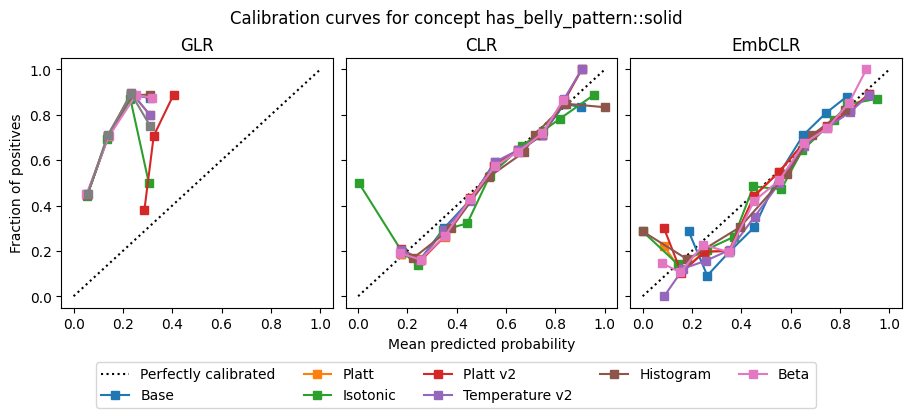 Calibration curves for concept has_belly_pattern::solid
GLR
CLR
EmbCLR
Fraction of positives
1.0
0.8
0.6
0.4
0.2
0.0
0.0 0.2 0.4 0.6 0.8 1.0
0.0 0.2 0.4 0.6 0.8 1.0
0.0 0.2 0.4 0.6 0.8 1.0
Mean predicted probability
Perfectly calibrated
Base
Platt
Isotonic
Platt v2
Temperature v2
Histogram
Beta